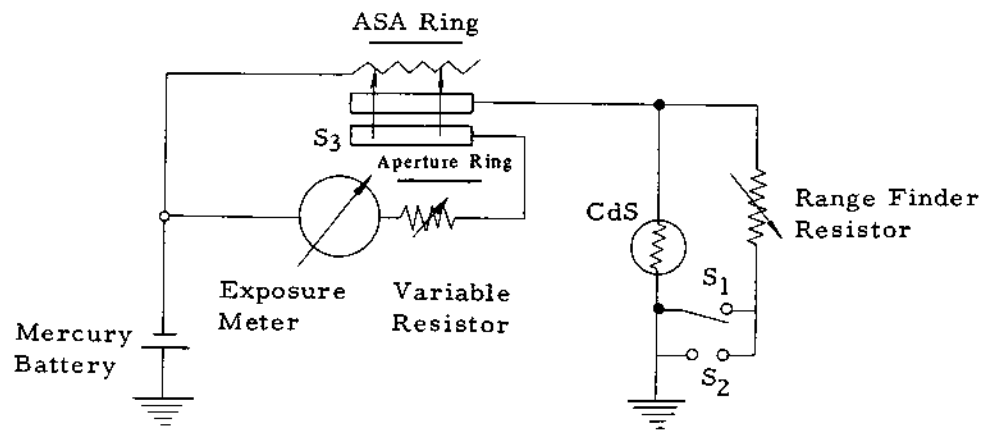 ASA Ring
S3
Aperture Ring
CdS
Range Finder
Resistor
S1
Exposure
Meter
Variable
Resistor
Mercury
Battery
S2